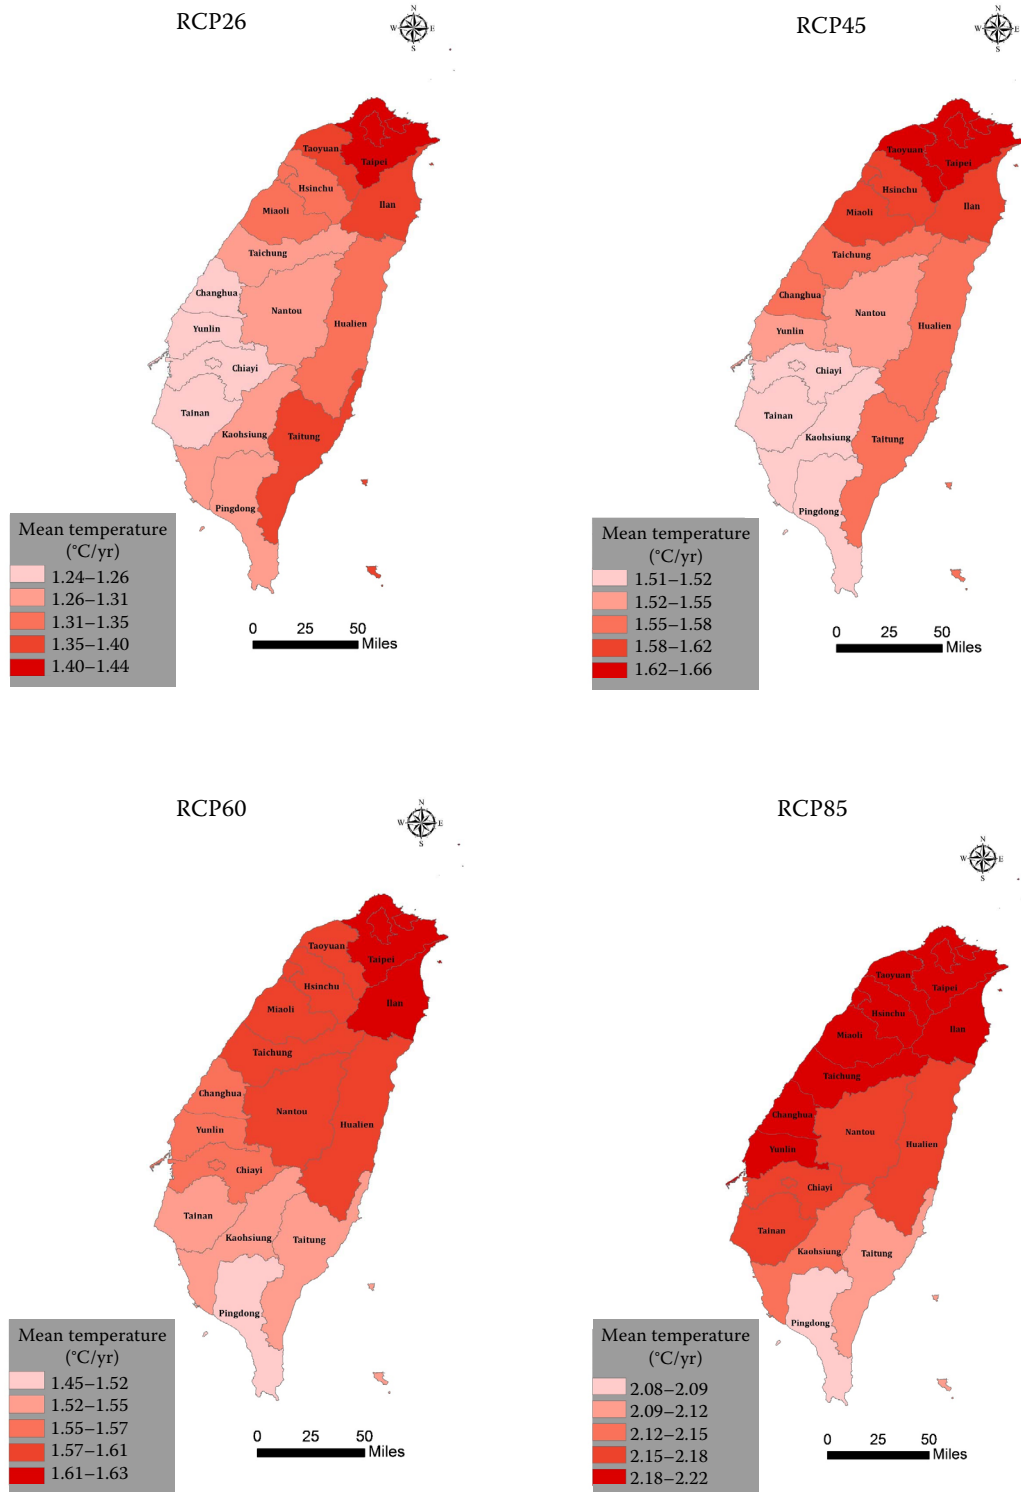 RCP26
N
W
E
S
Taoyuan
Taipei
Hsinchu
Ilan
Miaoli
Taichung
Changhua
Nantou
Yunlin
Hualien
Chiayi
Tainan
Kaohsiung
Taitung
Pingdong
Mean temperature
(°C/yr)
1.24–1.26
1.26–1.31
1.31–1.35
1.35–1.40
1.40–1.44
0 25 50
Miles
RCP45
N
W
E
S
Taoyuan
Taipei
Hsinchu
Ilan
Miaoli
Taichung
Changhua
Nantou
Yunlin
Hualien
Chiayi
Tainan
Kaohsiung
Taitung
Pingdong
Mean temperature
(°C/yr)
1.51–1.52
1.52–1.55
1.55–1.58
1.58–1.62
1.62–1.66
0 25 50
Miles
RCP60
N
W
E
S
Taoyuan
Taipei
Hsinchu
Ilan
Miaoli
Taichung
Changhua
Nantou
Yunlin
Hualien
Chiayi
Tainan
Kaohsiung
Taitung
Pingdong
Mean temperature
(°C/yr)
1.45–1.52
1.52–1.55
1.55–1.57
1.57–1.61
1.61–1.63
0 25 50
Miles
RCP85
N
W
E
S
Taoyuan
Taipei
Hsinchu
Ilan
Miaoli
Taichung
Changhua
Nantou
Yunlin
Hualien
Chiayi
Tainan
Kaohsiung
Taitung
Pingdong
Mean temperature
(°C/yr)
2.08–2.09
2.09–2.12
2.12–2.15
2.15–2.18
2.18–2.22
0 25 50
Miles